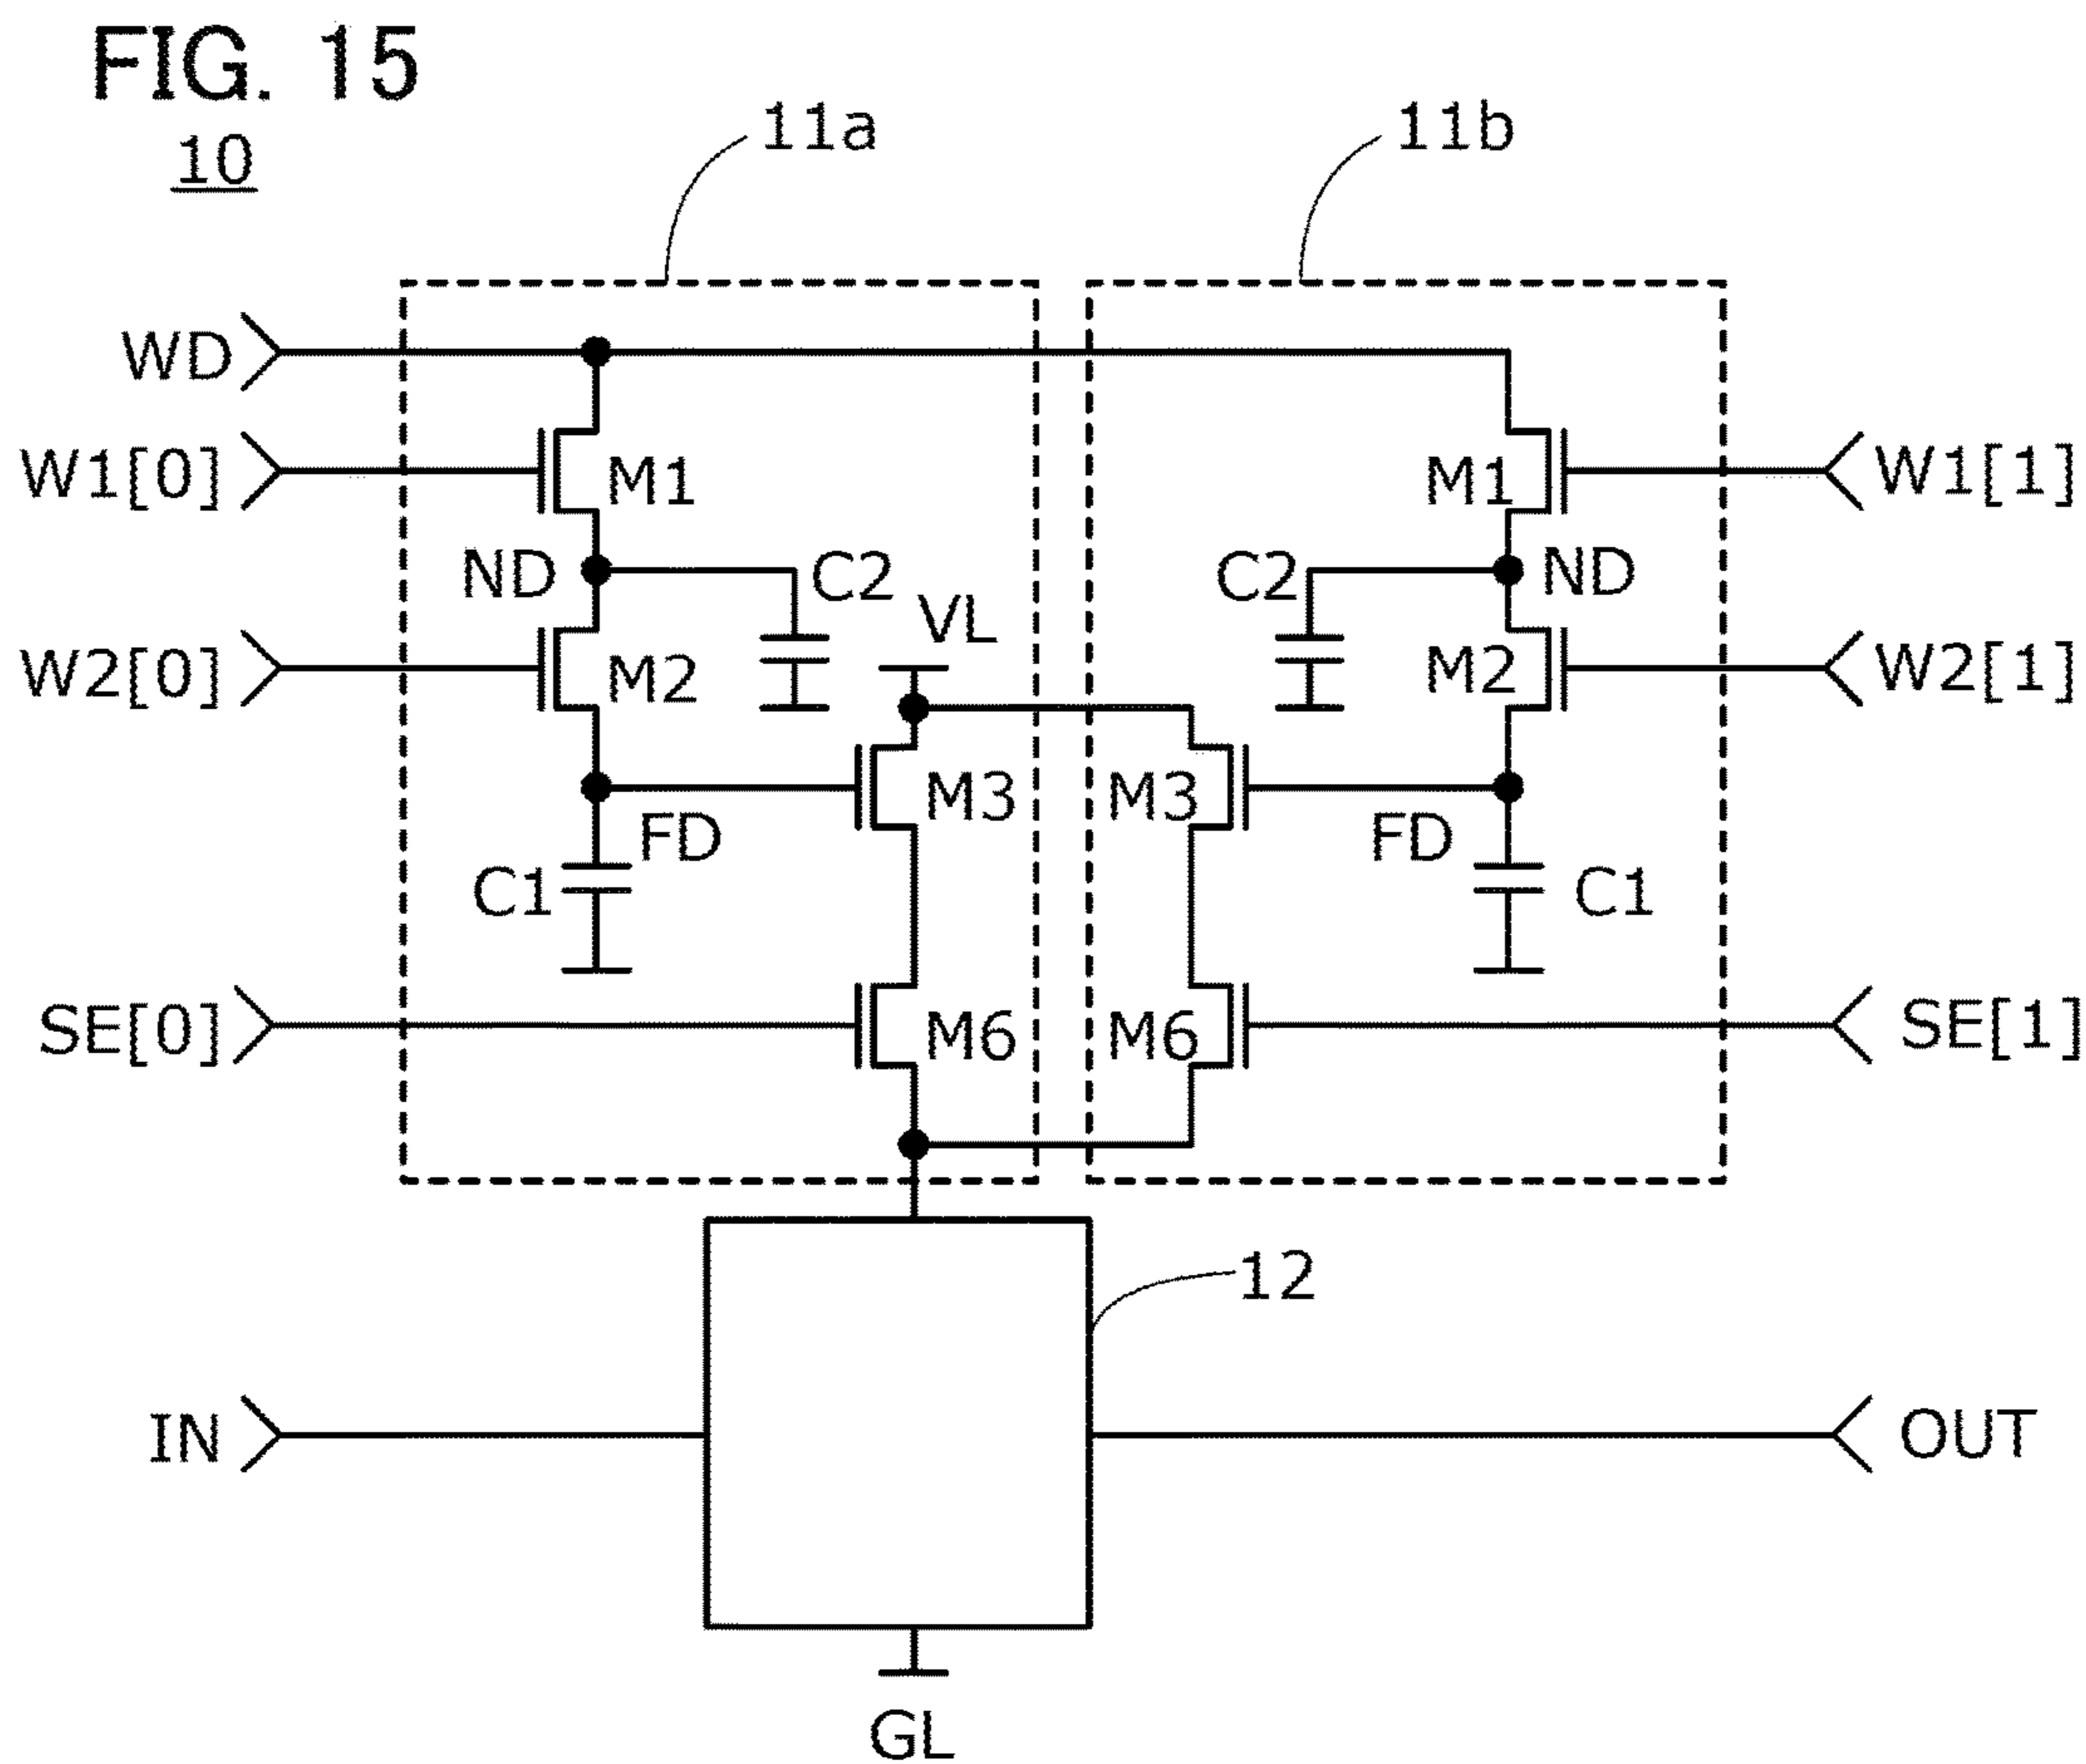 FIG. 15
10
11a
11b
WD
W1[0]
M1
M1
W1[1]
ND
C2
C2
ND
VL
W2[0]
M2
M2
W2[1]
M3
M3
FD
FD
C1
C1
SE[0]
M6
M6
SE[1]
12
IN
OUT
GL